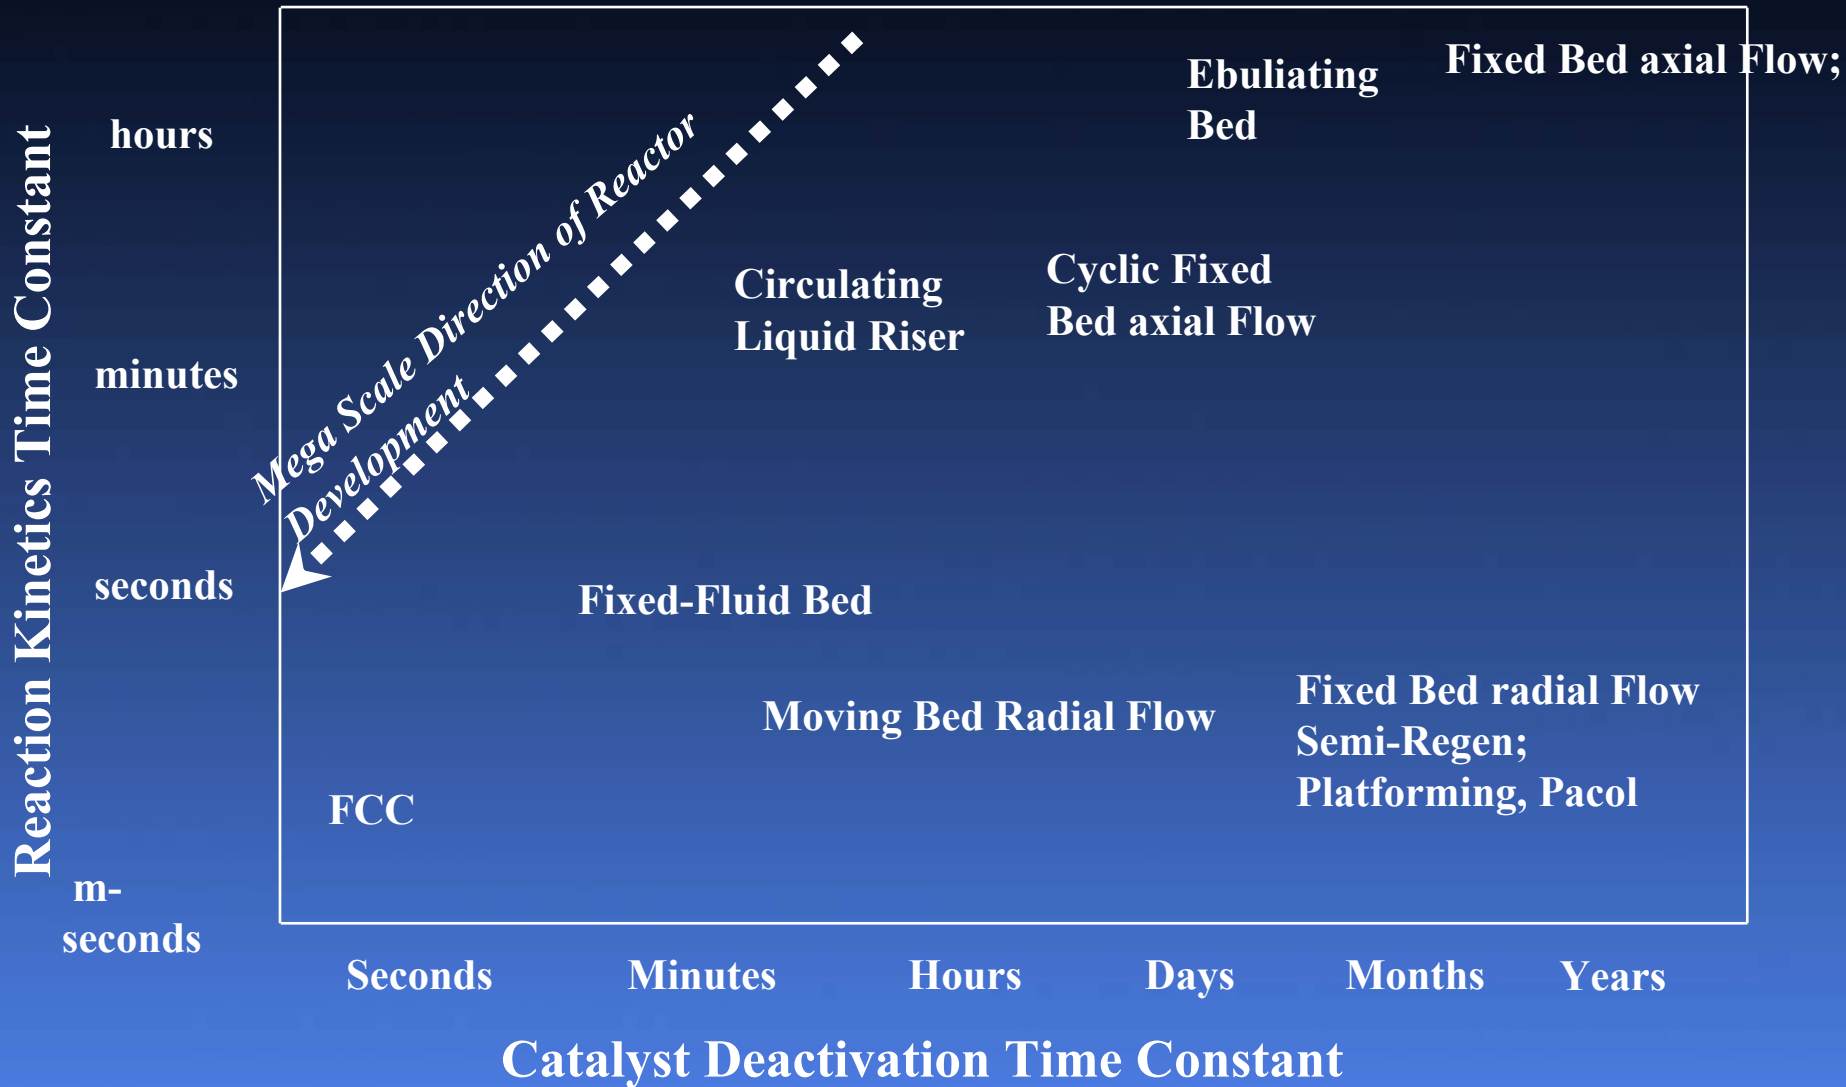 Reaction Kinetics Time Constant
hours
minutes
seconds
m-
seconds
Mega Scale Direction of Reactor
Development
Ebuliating
Bed
Fixed Bed axial Flow;
Circulating
Liquid Riser
Cyclic Fixed
Bed axial Flow
Fixed-Fluid Bed
Moving Bed Radial Flow
Fixed Bed radial Flow
Semi-Regen;
Platforming, Pacol
FCC
Seconds Minutes Hours Days Months Years
Catalyst Deactivation Time Constant